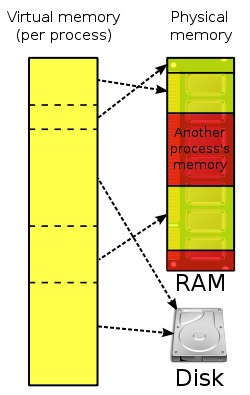 Virtual memory
(per process)
Physical
memory
Another
process's
memory
RAM
Disk